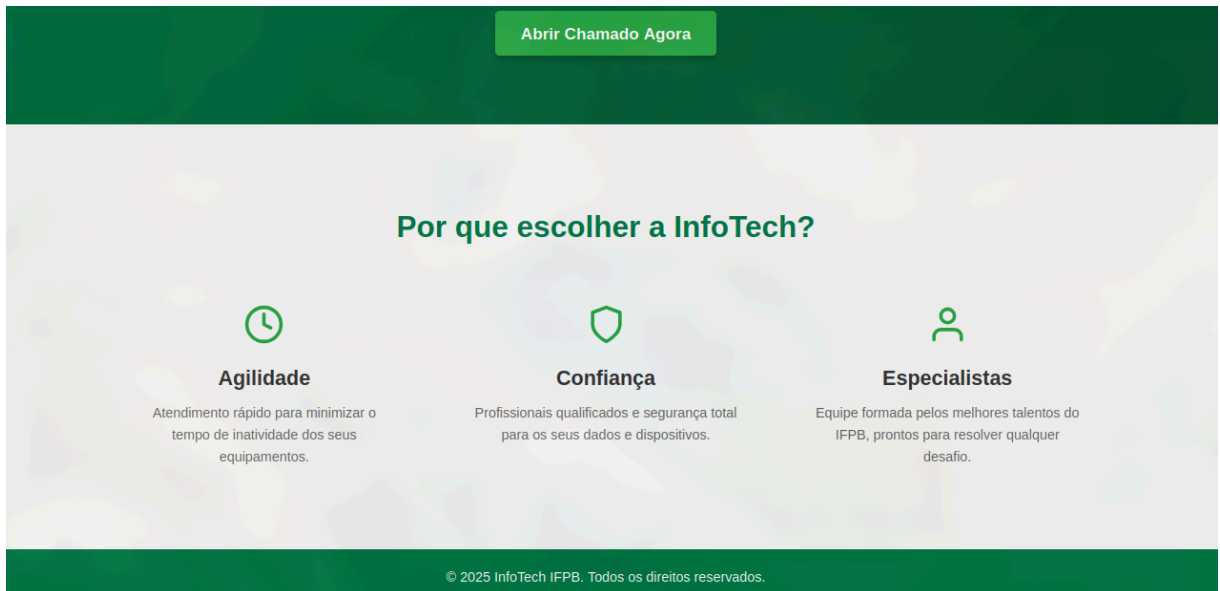 Abrir Chamado Agora
Por que escolher a InfoTech?
Agilidade
Atendimento rápido para minimizar o
tempo de inatividade dos seus
equipamentos.
Confiança
Profissionais qualificados e segurança total
para os seus dados e dispositivos.
Especialistas
Equipe formada pelos melhores talentos do
IFPB, prontos para resolver qualquer
desafio.
© 2025 InfoTech IFPB. Todos os direitos reservados.